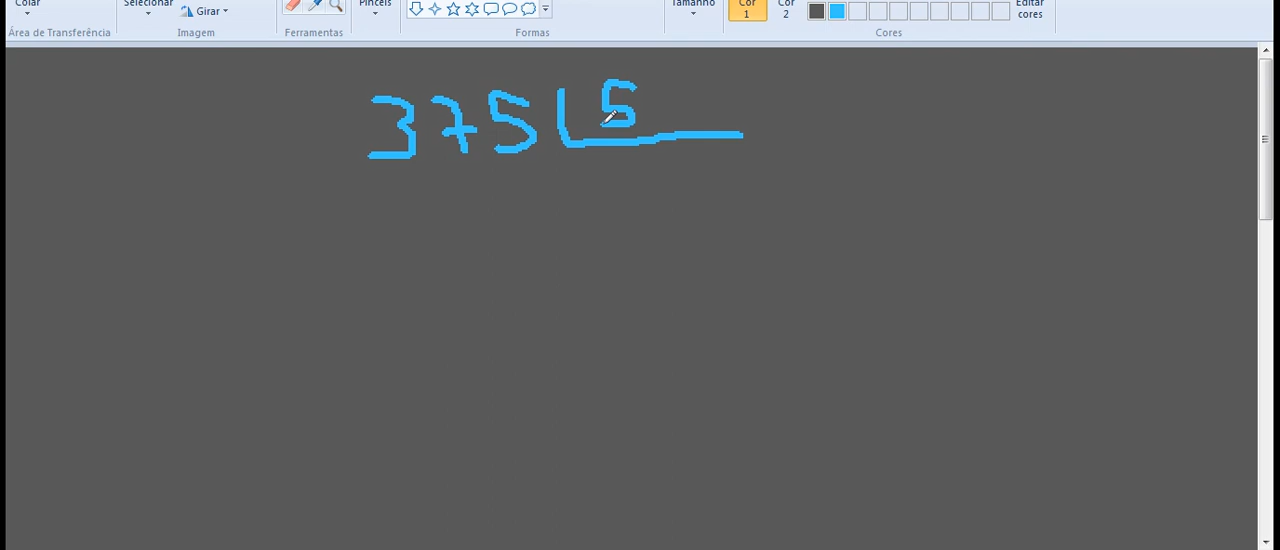 Colar Selecionar Girar Pincéis Tamanho Cor 1 Cor 2 Editar cores
Área de Transferência Imagem Ferramentas Formas Cores
375 5